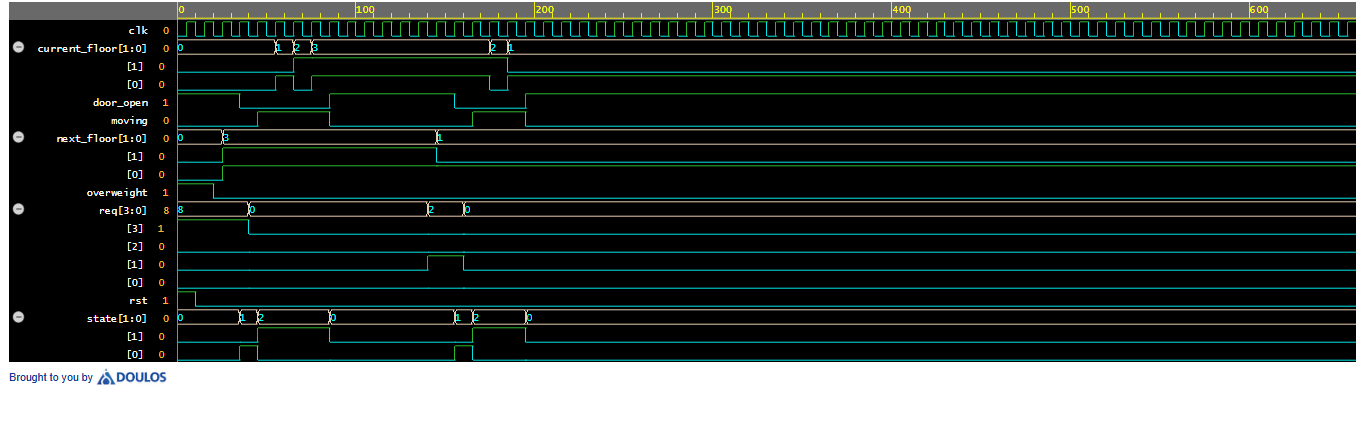 0 100 200 300 400 500 600
clk 0
current_floor[1:0] 0 0 1 2 3 2 1
[1] 0
[0] 0
door_open 1
moving 0
next_floor[1:0] 0 0 3 1
[1] 0
[0] 0
overweight 1
req[3:0] 8 8 0 2 0
[3] 1
[2] 0
[1] 0
[0] 0
rst 1
state[1:0] 0 0 1 2 0 1 2 0
[1] 0
[0] 0
Brought to you by DOULOS